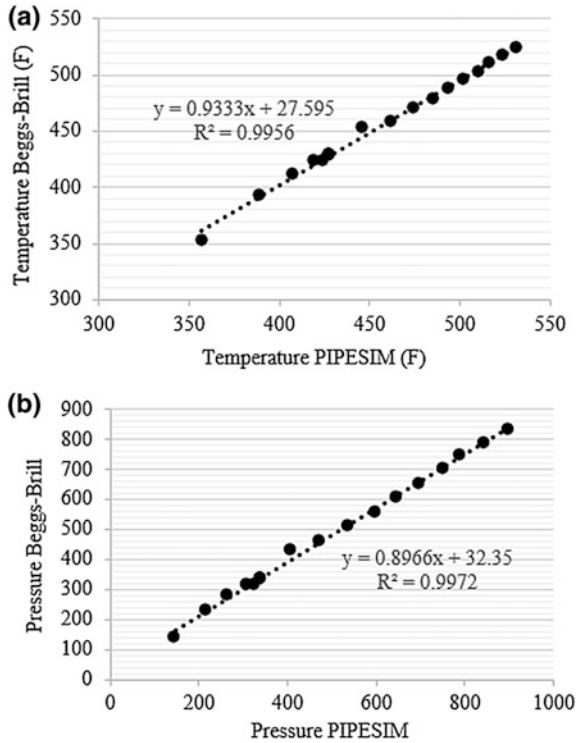 (a)
550
500
450
400
350
300
Temperature Beggs-Brill (F)
y = 0.9333x + 27.595
R² = 0.9956
300 350 400 450 500 550
Temperature PIPESIM (F)
(b)
900
800
700
600
500
400
300
200
100
0
Pressure Beggs-Brill
y = 0.8966x + 32.35
R² = 0.9972
0 200 400 600 800 1000
Pressure PIPESIM